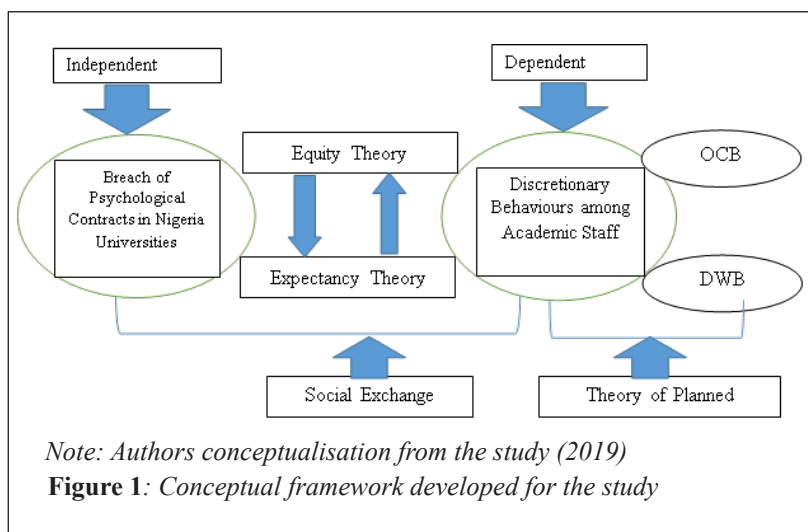 Independent
Dependent
Breach of
Psychological
Contracts in Nigeria
Universities
Equity Theory
Expectancy Theory
Discretionary
Behaviours among
Academic Staff
OCB
DWB
Social Exchange
Theory of Planned
Note: Authors conceptualisation from the study (2019)
Figure 1: Conceptual framework developed for the study